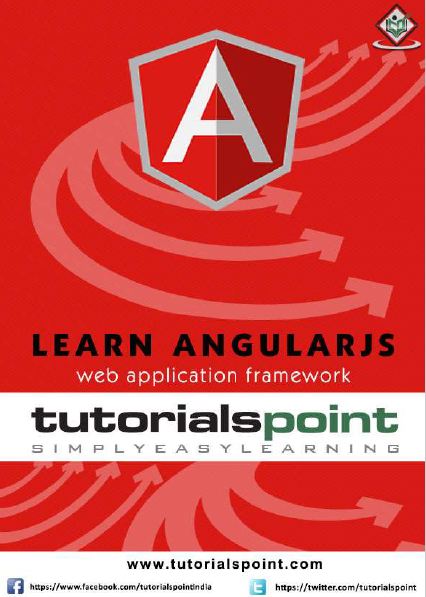 A
LEARN ANGULARJS
web application framework
tutorialspoint
SIMPLYEASYLEARNING
www.tutorialspoint.com
https://www.facebook.com/tutorialspointindia
https://twitter.com/tutorialspoint